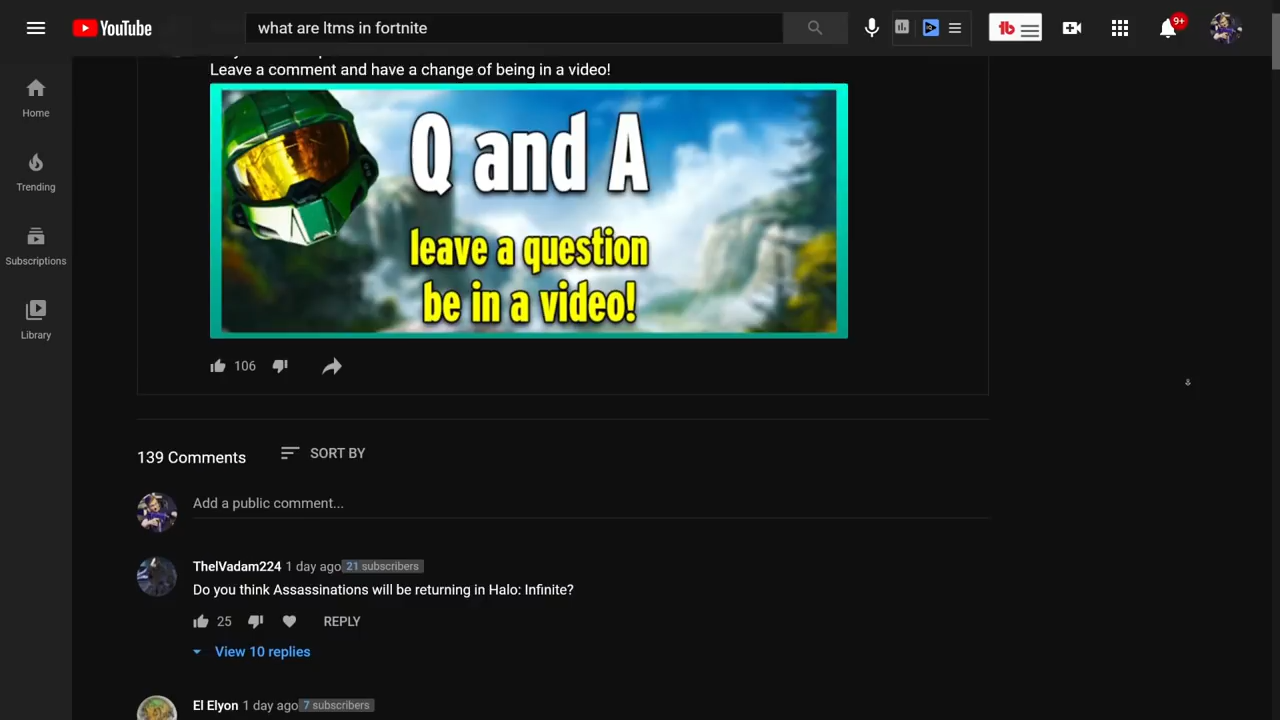 YouTube
what are ltms in fortnite
9+
Leave a comment and have a change of being in a video!
Home
Trending
Subscriptions
Library
Q and A
leave a question
be in a video!
106
139 Comments
SORT BY
Add a public comment...
TheIVadam224 1 day ago 21 subscribers
Do you think Assassinations will be returning in Halo: Infinite?
25
REPLY
View 10 replies
El Elyon 1 day ago 7 subscribers